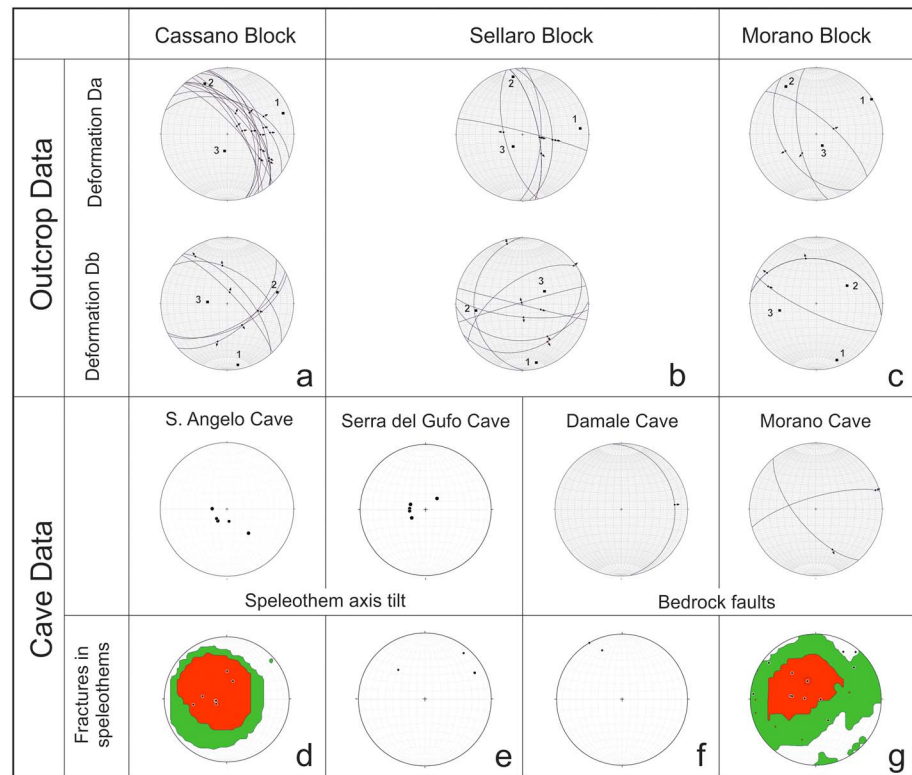 Cassano Block
Sellaro Block
Morano Block
Outcrop Data
Deformation Da
2
1
3
2
1
3
2
1
3
Deformation Db
2
3
1
a
3
2
1
b
2
3
1
c
Cave Data
S. Angelo Cave
Serra del Gufo Cave
Damale Cave
Morano Cave
Speleothem axis tilt
Bedrock faults
Fractures in
speleothems
d
e
f
g